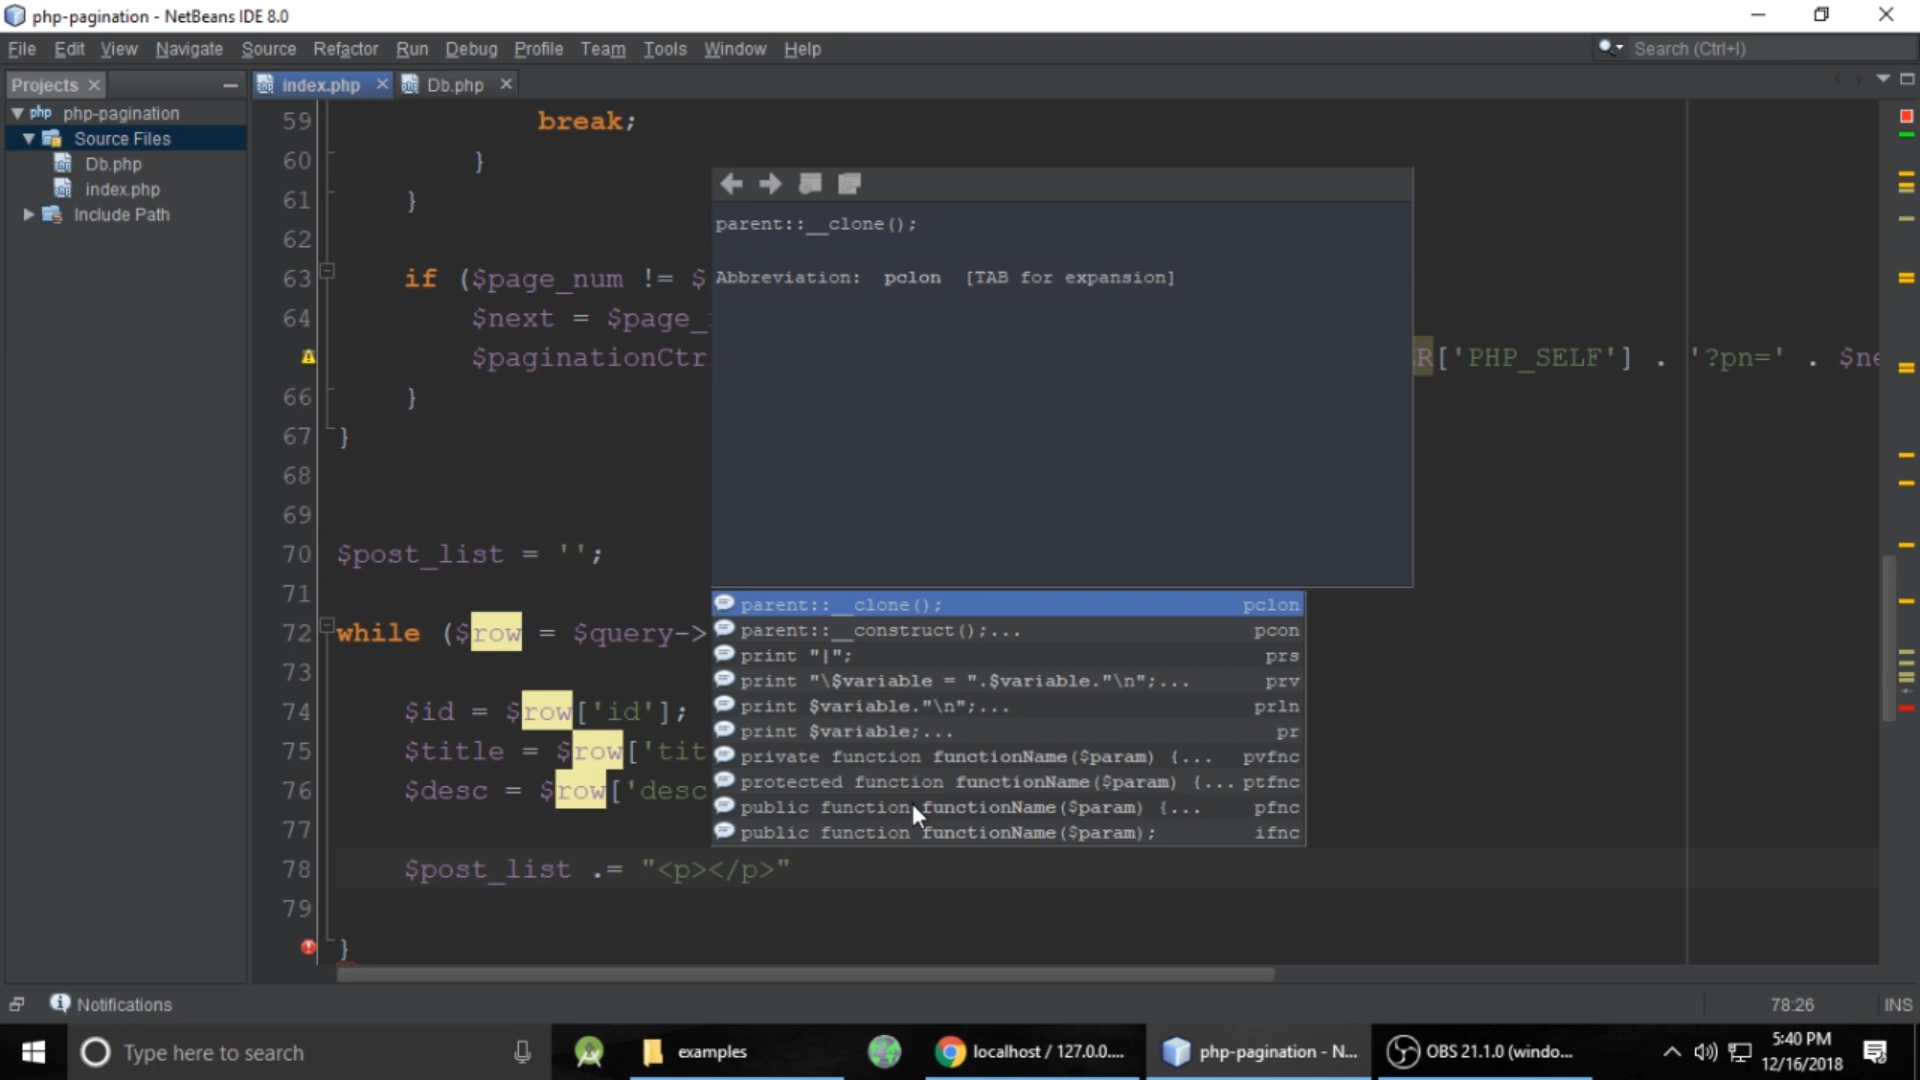 php-pagination - NetBeans IDE 8.0
File Edit View Navigate Source Refactor Run Debug Profile Team Tools Window Help
Search (Ctrl+I)
Projects
index.php
Db.php
php php-pagination
Source Files
Db.php
index.php
Include Path
59 break;
60 }
61 }
62
63 if ($page_num != $
64 $next = $page_
$paginationCtr R['PHP_SELF'] . '?pn=' . $ne
66 }
67 }
68
69
70 $post_list = '';
71
72 while ($row = $query->
73
74 $id = $row['id'];
75 $title = $row['tit
76 $desc = $row['desc
77
78 $post_list .= "<p></p>"
79
}
parent::__clone();
Abbreviation: pclon [TAB for expansion]
parent::__clone(); pclon
parent::__construct();... pcon
print "|"; prs
print "\$variable = ".$variable."\n";... prv
print $variable."\n";... prln
print $variable;... pr
private function functionName($param) {... pvfnc
protected function functionName($param) {... ptfnc
public function functionName($param) {... pfnc
public function functionName($param); ifnc
Notifications
78:26 INS
Type here to search
examples
localhost / 127.0.0....
php-pagination - N...
OBS 21.1.0 (windo...
5:40 PM
12/16/2018